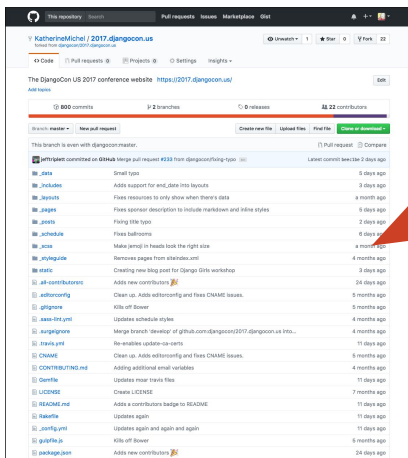 This repository Search Pull requests Issues Marketplace Gist
KatherineMichel / 2017.djangocon.us Unwatch 1 Star 0 Fork 22
forked from djangocon/2017.djangocon.us
Code Pull requests 0 Projects 0 Settings Insights
The DjangoCon US 2017 conference website https://2017.djangocon.us/ Edit
Add topics
800 commits 2 branches 0 releases 22 contributors
Branch: master New pull request Create new file Upload files Find file Clone or download
This branch is even with djangocon:master. Pull request Compare
jefftriplett committed on GitHub Merge pull request #233 from djangocon/fixing-typo Latest commit 2 days ago
_data Small typo 5 days ago
_includes Adds support for end_date into layouts 3 days ago
_layouts Fixes resources to only show when there's data a month ago
_pages Fixes sponsor description to include markdown and inline styles 5 days ago
_posts Fixing title typo 2 days ago
_schedule Fixes ballrooms 6 days ago
_scss Make jemoji in heads look the right size a month ago
_styleguide Removes pages from siteindex.xml 4 months ago
static Creating new blog post for Django Girls workshop 3 days ago
.all-contributorsrc Adds new contributors 🎉 24 days ago
.editorconfig Clean up. Adds editorconfig and fixes CNAME issues. 5 months ago
.gitignore Kills off Bower 5 months ago
.sass-lint.yml Updates schedule styles 4 months ago
.surgeignore Merge branch 'develop' of github.com:djangocon/2017.djangocon.us into... 4 months ago
.travis.yml Re-enables update-ca-certs 11 days ago
CNAME Clean up. Adds editorconfig and fixes CNAME issues. 5 months ago
CONTRIBUTING.md Adding additional email variables 4 months ago
Gemfile Updates moar travis files 11 days ago
LICENSE Create LICENSE 7 months ago
README.md Adds a contributors badge to README 11 days ago
Rakefile Updates again 11 days ago
_config.yml Updates again and again and again 11 days ago
gulpfile.js Kills off Bower 5 months ago
package.json Adds new contributors 🎉 24 days ago